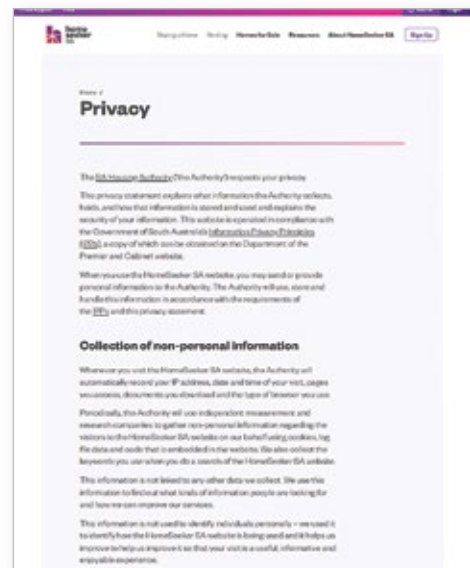 home
seeker
SA
Buying a Home Renting Homes for Sale Resources About HomeSeeker SA Sign Up
Home /
Privacy
The SA Housing Authority ('the Authority') respects your privacy.
This privacy statement explains what information the Authority collects,
holds, and how that information is stored and used and explains the
security of your information. This website is operated in compliance with
the Government of South Australia's Information Privacy Principles
(IPPs), a copy of which can be obtained on the Department of the
Premier and Cabinet website.
When you use the HomeSeeker SA website, you may send or provide
personal information to the Authority. The Authority will use, store and
handle this information in accordance with the requirements of
the IPPs and this privacy statement.
Collection of non-personal information
Whenever you visit the HomeSeeker SA website, the Authority will
automatically record your IP address, date and time of your visit, pages
you access, documents you download and the type of browser you use.
Periodically, the Authority will use independent measurement and
research companies to gather non-personal information regarding the
visitors to the HomeSeeker SA website on our behalf using cookies, log
file data and code that is embedded in the website. We also collect the
keywords you use when you do a search of the HomeSeeker SA website.
This information is not linked to any other data we collect. We use this
information to find out what kinds of information people are looking for
and how we can improve our services.
This information is not used to identify individuals personally – we used it
to identify how the HomeSeeker SA website is being used and it helps us
improve to help us improve it so that your visit is a useful, informative and
enjoyable experience.